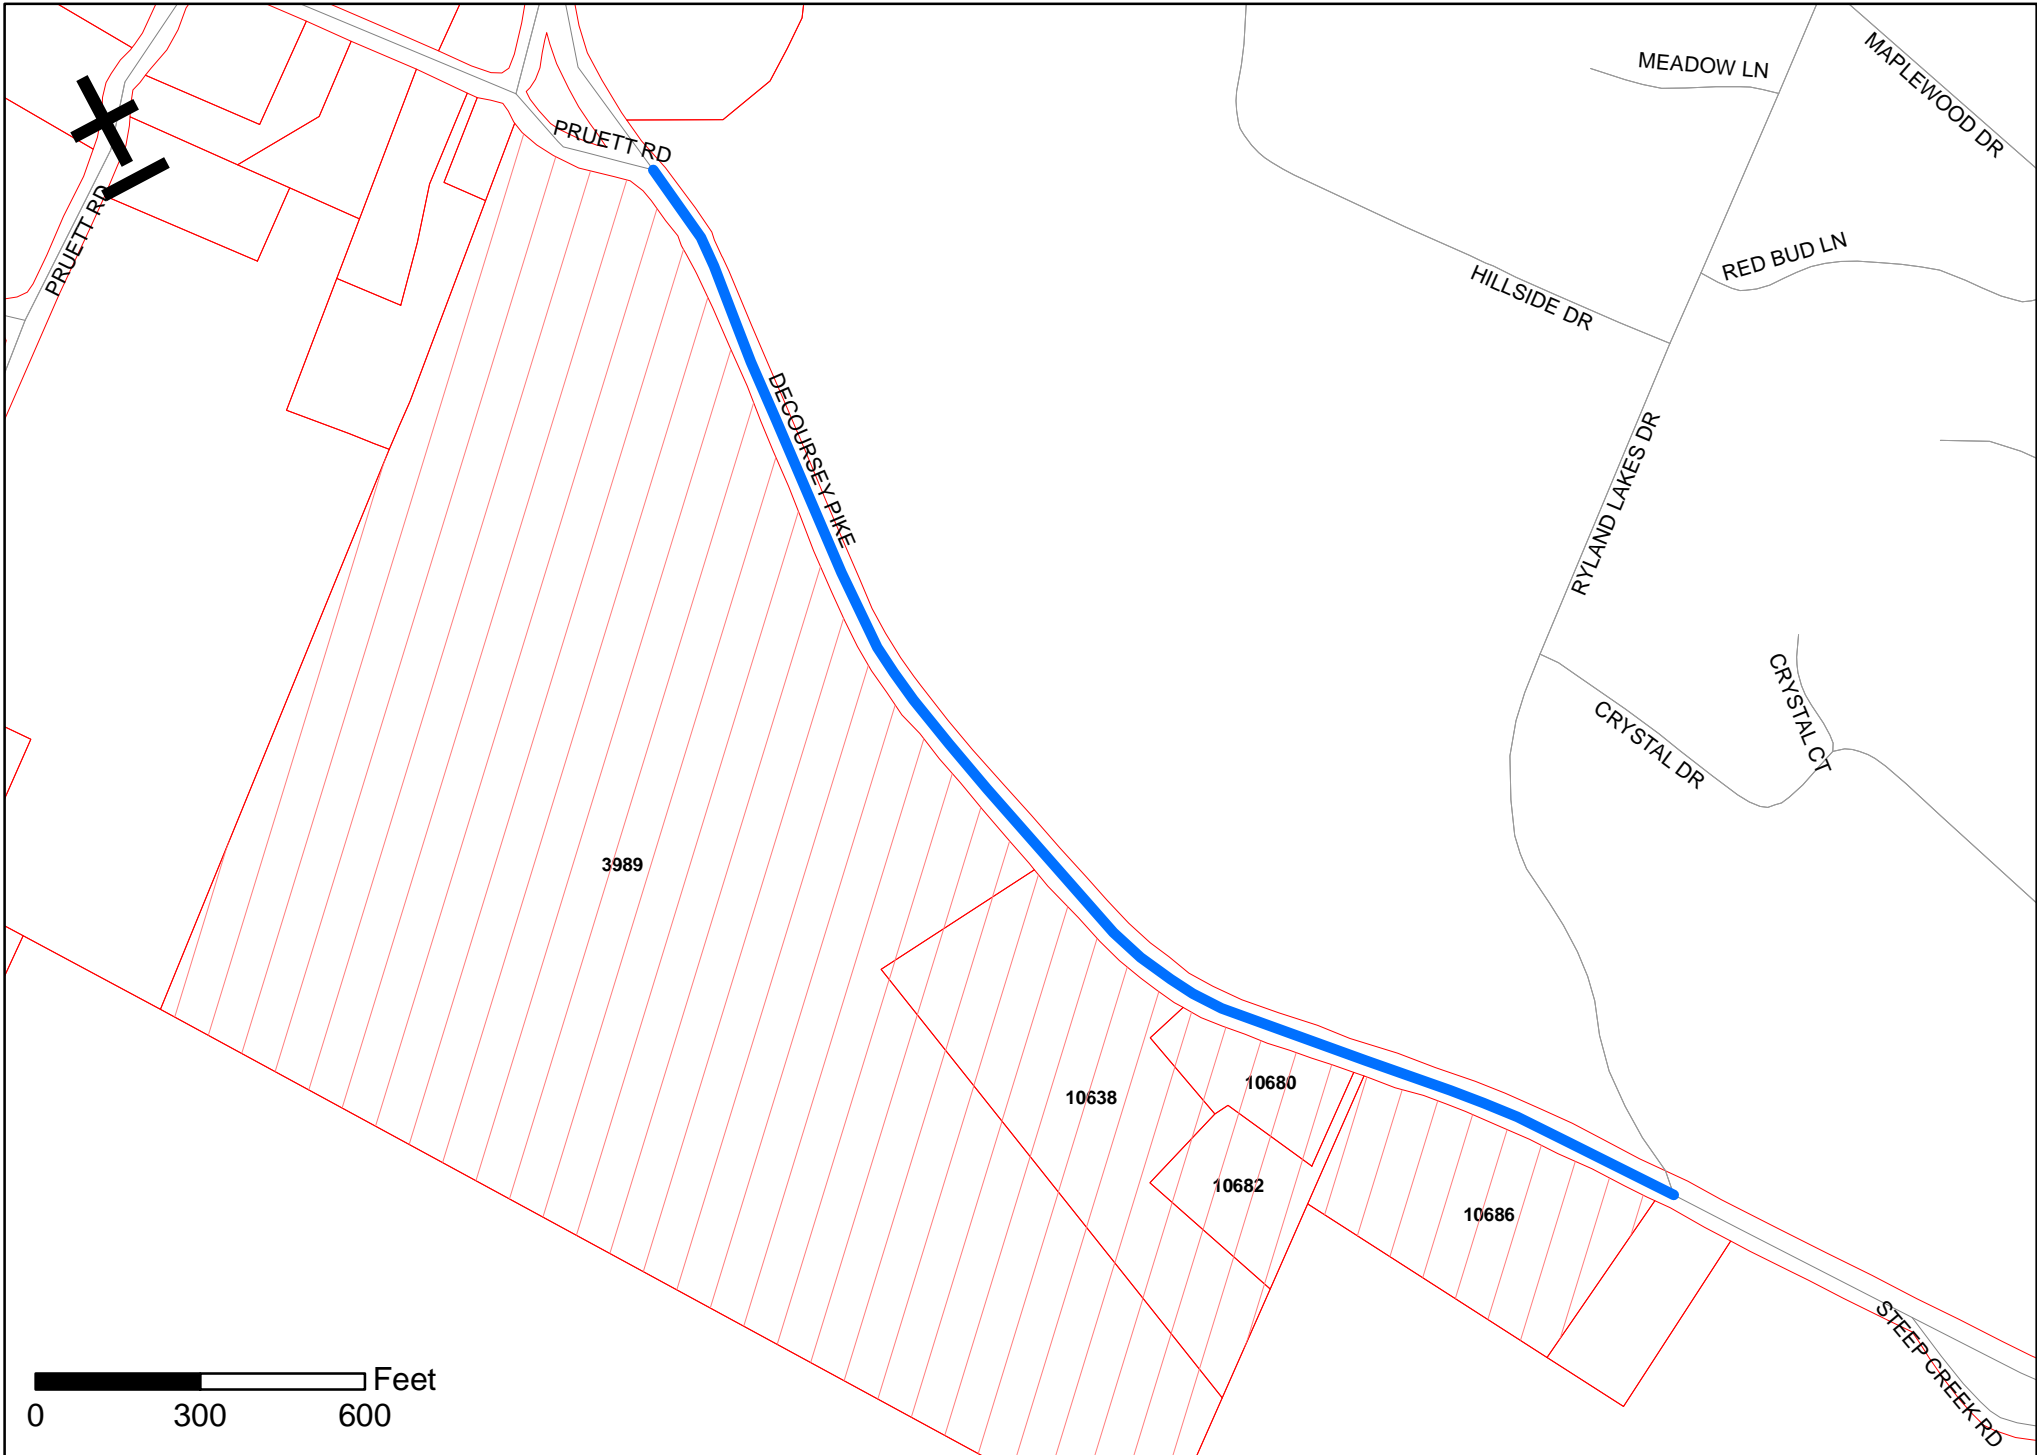 MEADOW LN
MAPLEWOOD DR
PRUETT RD
PRUETT RD
RED BUD LN
HILLSIDE DR
DECOURSEY PIKE
RYLAND LAKES DR
CRYSTAL CT
CRYSTAL DR
3989
10680
10638
10682
10686
STEEP CREEK RD
Feet
0 300 600